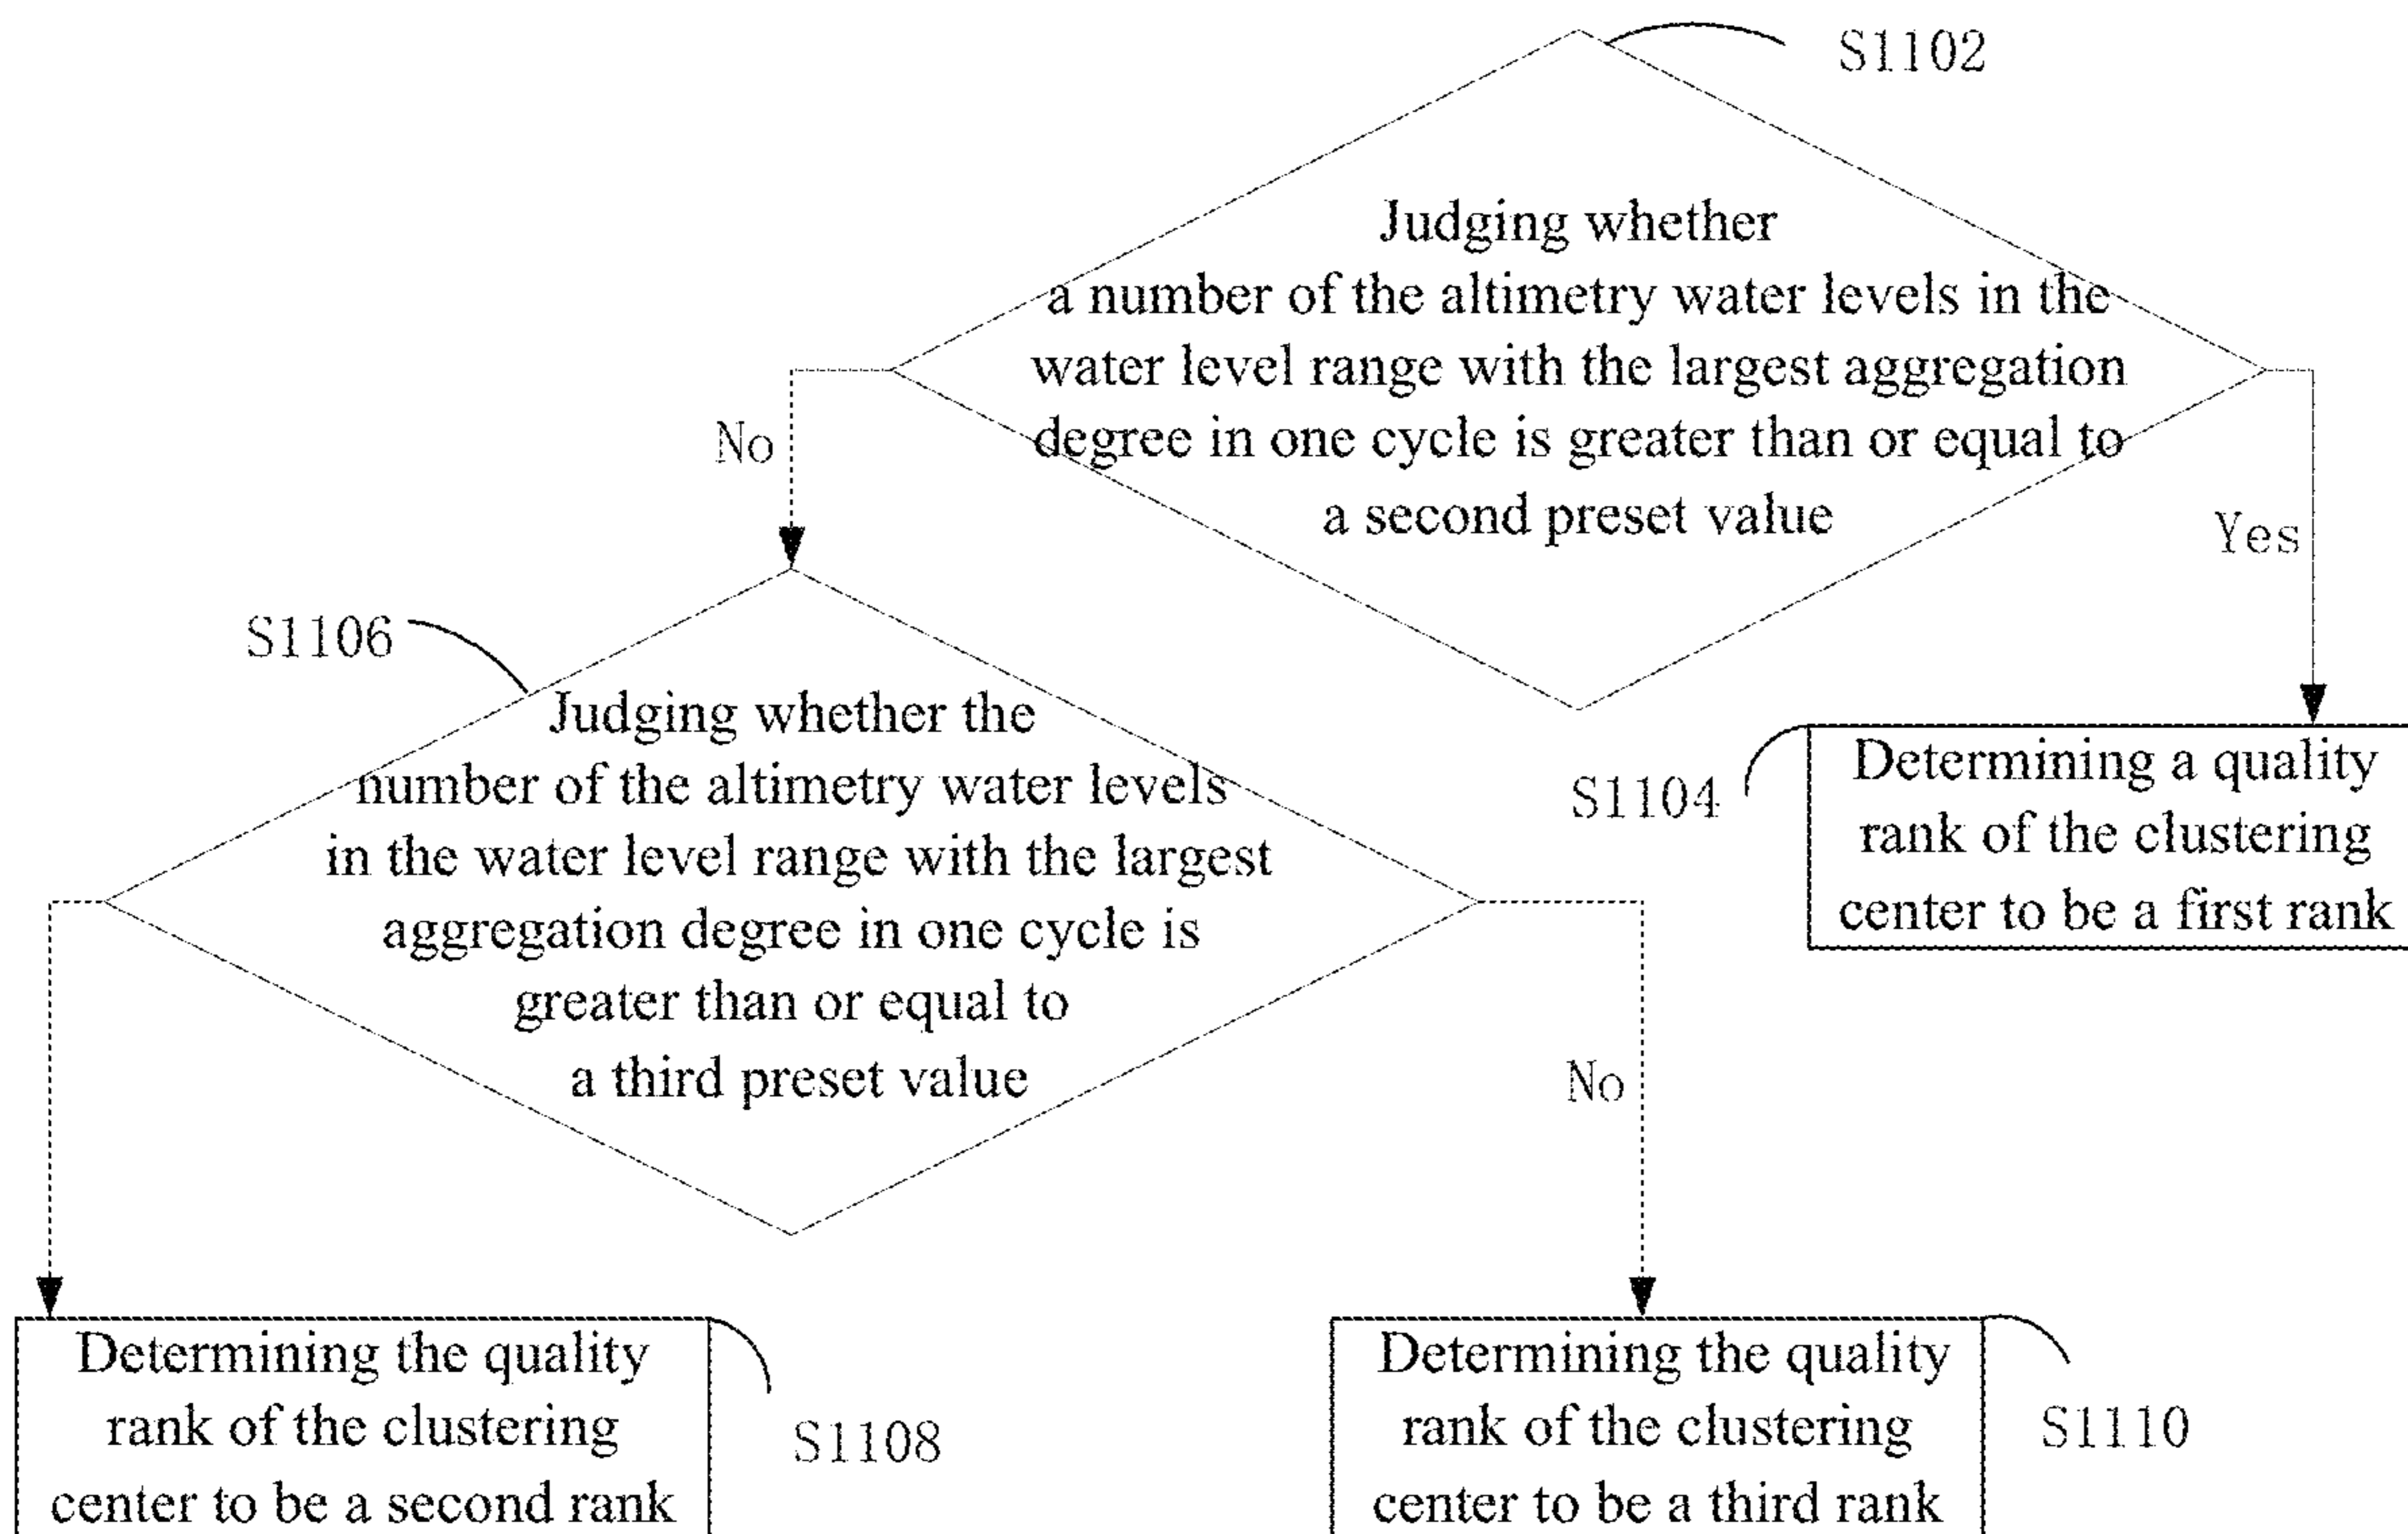 S1102
Judging whether
a number of the altimetry water levels in the
water level range with the largest aggregation
degree in one cycle is greater than or equal to
a second preset value
No
Yes
S1106
Judging whether the
number of the altimetry water levels
in the water level range with the largest
aggregation degree in one cycle is
greater than or equal to
a third preset value
S1104
Determining a quality
rank of the clustering
center to be a first rank
No
Determining the quality
rank of the clustering
center to be a second rank
S1108
Determining the quality
rank of the clustering
center to be a third rank
S1110